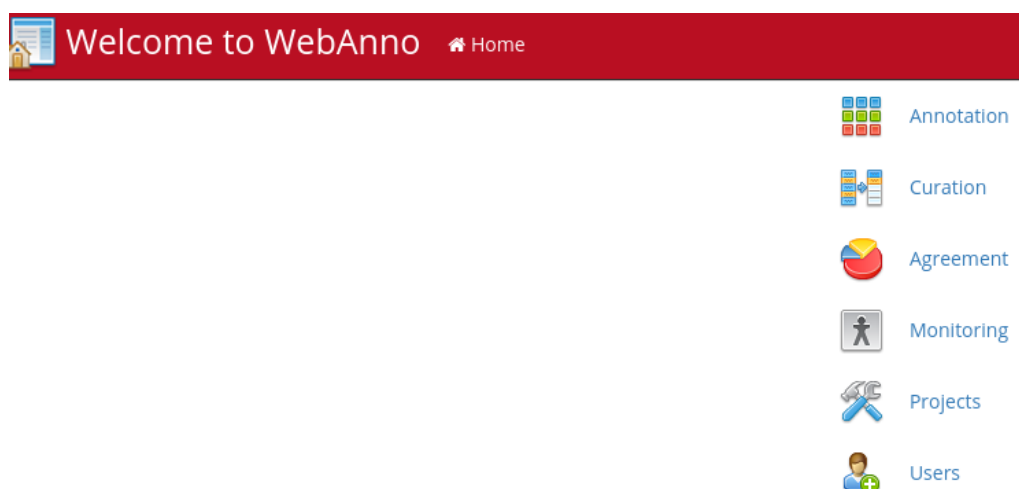 Welcome to WebAnno Home
Annotation
Curation
Agreement
Monitoring
Projects
Users